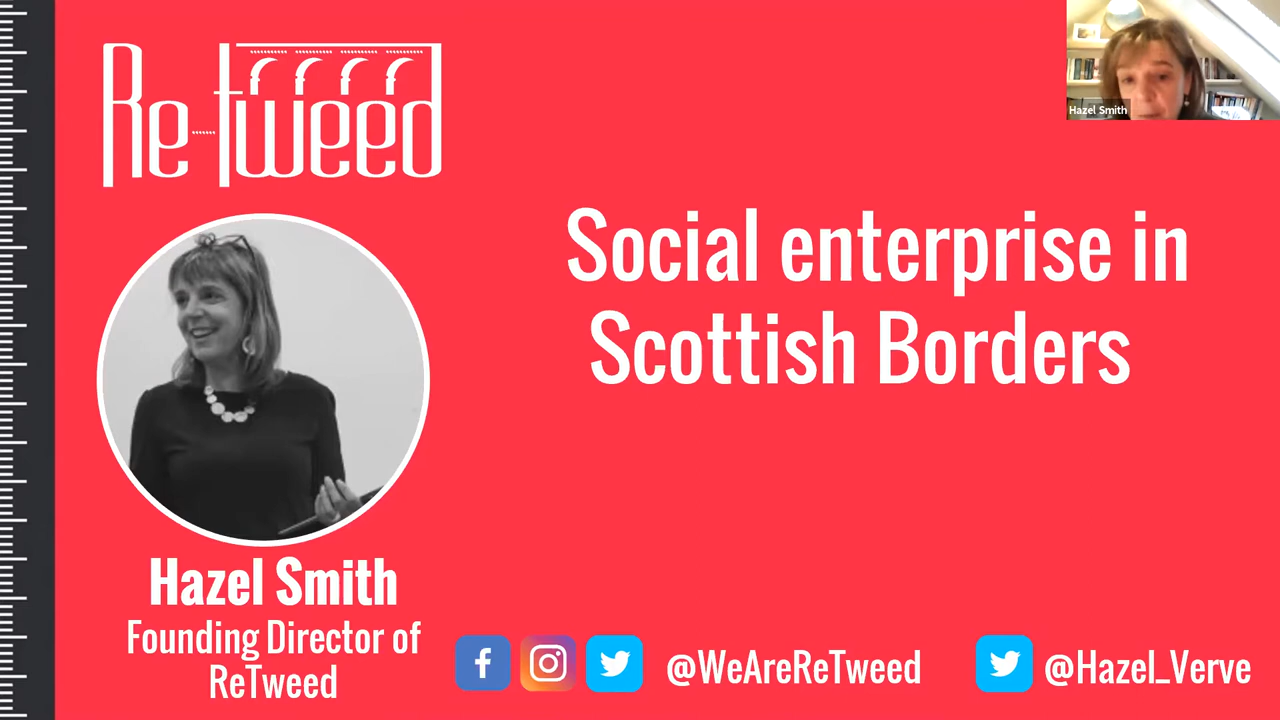 Re-tweed
Hazel Smith
Social enterprise in
Scottish Borders
Hazel Smith
Founding Director of
ReTweed
@WeAreReTweed
@Hazel_Verve